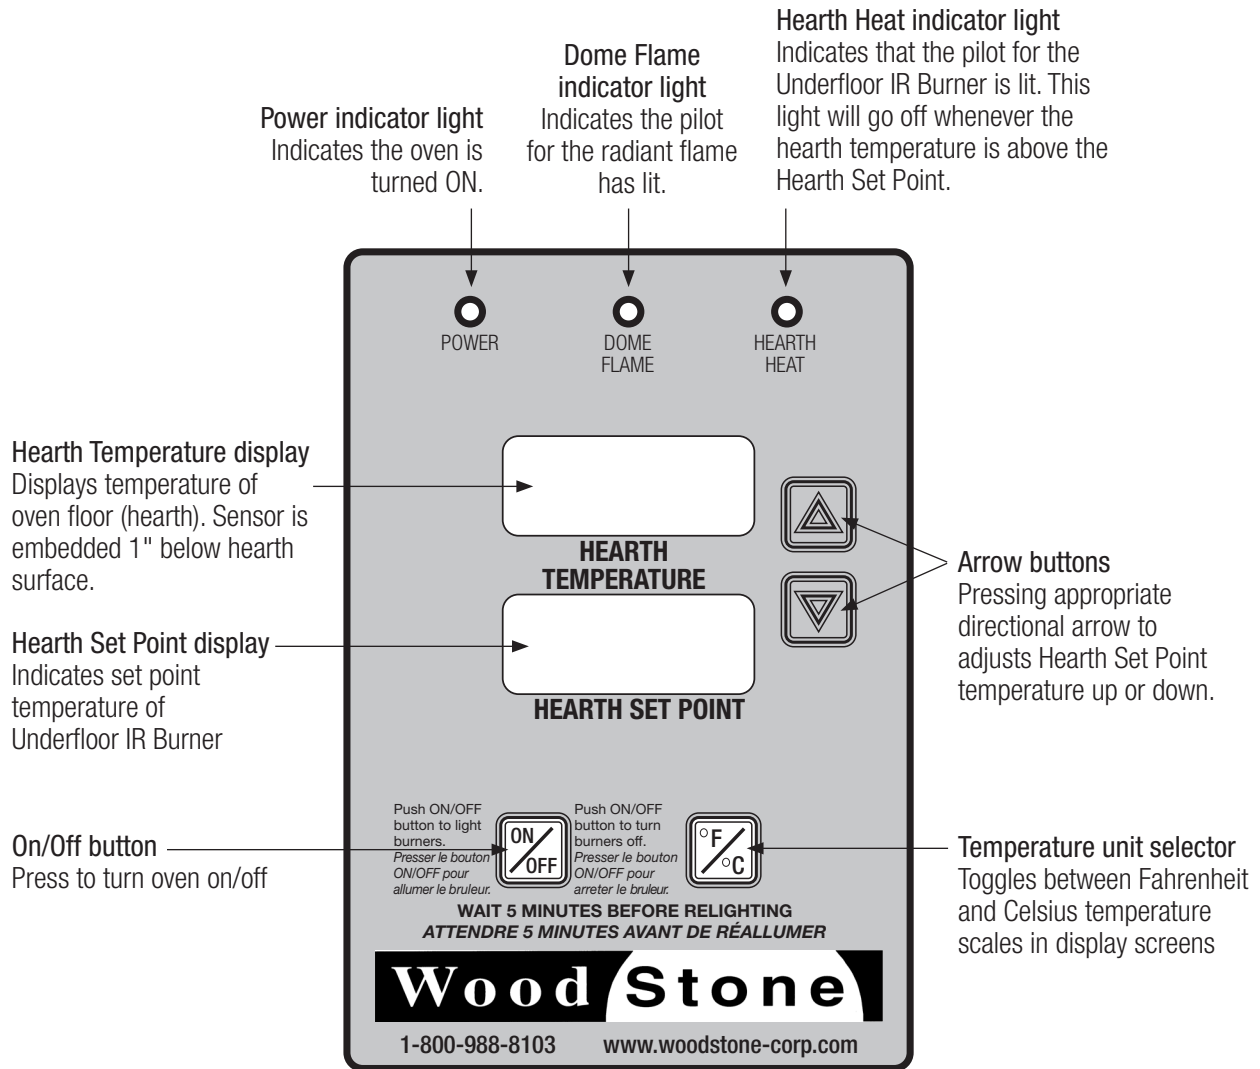 Hearth Heat indicator light
Indicates that the pilot for the
Underfloor IR Burner is lit. This
light will go off whenever the
hearth temperature is above the
Hearth Set Point.
Dome Flame
indicator light
Indicates the pilot
for the radiant flame
has lit.
Power indicator light
Indicates the oven is
turned ON.
POWER
DOME
FLAME
HEARTH
HEAT
Hearth Temperature display
Displays temperature of
oven floor (hearth). Sensor is
embedded 1" below hearth
surface.
HEARTH
TEMPERATURE
Arrow buttons
Pressing appropriate
directional arrow to
adjusts Hearth Set Point
temperature up or down.
Hearth Set Point display
Indicates set point
temperature of
Underfloor IR Burner
HEARTH SET POINT
On/Off button
Press to turn oven on/off
Push ON/OFF
button to light
burners.
Presser le bouton
ON/OFF pour
allumer le bruleur.
ON
OFF
Push ON/OFF
button to turn
burners off.
Presser le bouton
ON/OFF pour
arreter le bruleur.
°F
°C
Temperature unit selector
Toggles between Fahrenheit
and Celsius temperature
scales in display screens
WAIT 5 MINUTES BEFORE RELIGHTING
ATTENDRE 5 MINUTES AVANT DE RÉALLUMER
Wood Stone
1-800-988-8103 www.woodstone-corp.com